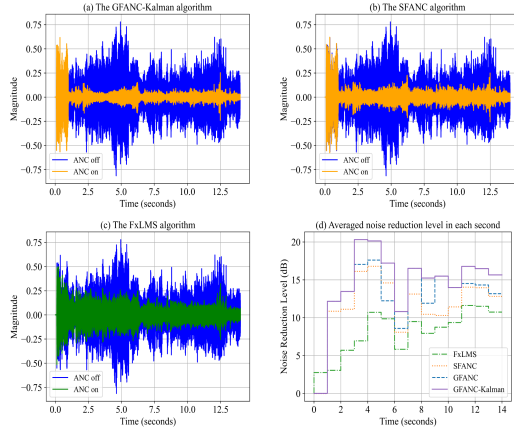 (a) The GFANC-Kalman algorithm
Magnitude
0.75
0.50
0.25
0.00
−0.25
−0.50
−0.75
ANC off
ANC on
0.0 2.5 5.0 7.5 10.0 12.5
Time (seconds)
(b) The SFANC algorithm
Magnitude
0.75
0.50
0.25
0.00
−0.25
−0.50
−0.75
ANC off
ANC on
0.0 2.5 5.0 7.5 10.0 12.5
Time (seconds)
(c) The FxLMS algorithm
Magnitude
0.75
0.50
0.25
0.00
−0.25
−0.50
−0.75
ANC off
ANC on
0.0 2.5 5.0 7.5 10.0 12.5
Time (seconds)
(d) Averaged noise reduction level in each second
Noise Reduction Level (dB)
20
15
10
5
0
FxLMS
SFANC
GFANC
GFANC-Kalman
0 2 4 6 8 10 12 14
Time (seconds)